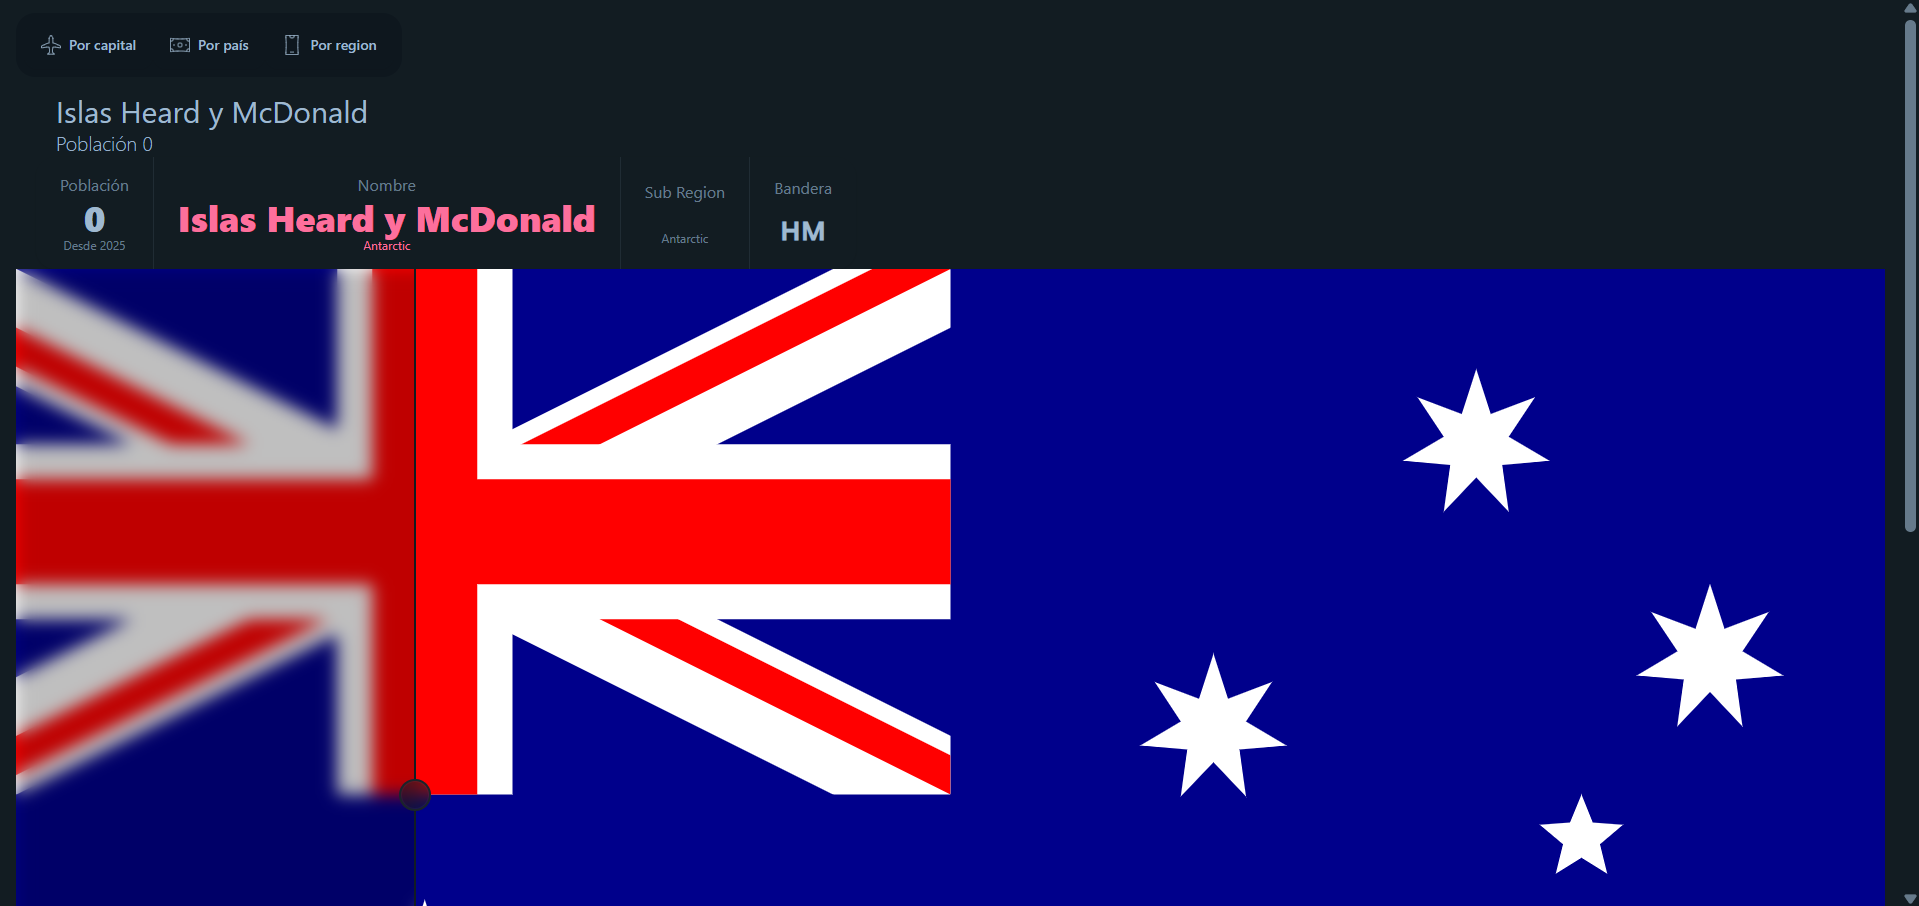 Por capital
Por país
Por region
Islas Heard y McDonald
Población 0
Población
0
Desde 2025
Nombre
Islas Heard y McDonald
Antarctic
Sub Region
Antarctic
Bandera
HM